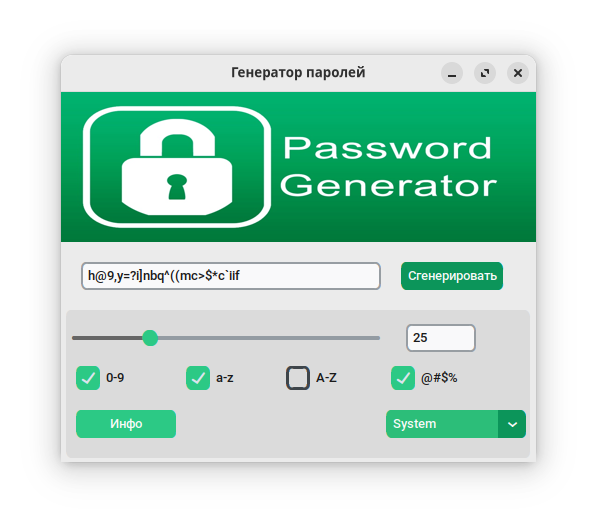 Генератор паролей
Password
Generator
h@9,y=?i]nbq^((mc>$*c`iif
Сгенерировать
25
0-9
a-z
A-Z
@#$%
Инфо
System